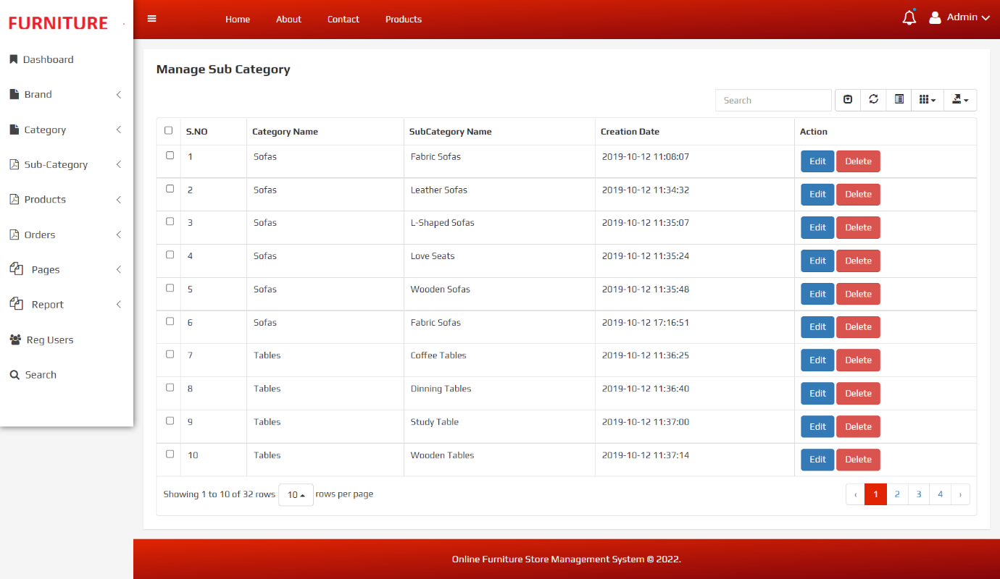 FURNITURE
Home About Contact Products
Admin
Dashboard
Brand
Category
Sub-Category
Products
Orders
Pages
Report
Reg Users
Search
Manage Sub Category
Search
S.NO Category Name SubCategory Name Creation Date Action
1 Sofas Fabric Sofas 2019-10-12 11:08:07 Edit Delete
2 Sofas Leather Sofas 2019-10-12 11:34:32 Edit Delete
3 Sofas L-Shaped Sofas 2019-10-12 11:35:07 Edit Delete
4 Sofas Love Seats 2019-10-12 11:35:24 Edit Delete
5 Sofas Wooden Sofas 2019-10-12 11:35:48 Edit Delete
6 Sofas Fabric Sofas 2019-10-12 17:16:51 Edit Delete
7 Tables Coffee Tables 2019-10-12 11:36:25 Edit Delete
8 Tables Dinning Tables 2019-10-12 11:36:40 Edit Delete
9 Tables Study Table 2019-10-12 11:37:00 Edit Delete
10 Tables Wooden Tables 2019-10-12 11:37:14 Edit Delete
Showing 1 to 10 of 32 rows 10 rows per page ‹ 1 2 3 4 ›
Online Furniture Store Management System © 2022.